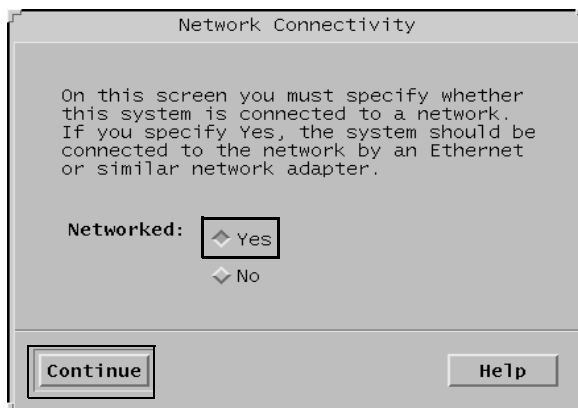 Network Connectivity
On this screen you must specify whether
this system is connected to a network.
If you specify Yes, the system should be
connected to the network by an Ethernet
or similar network adapter.
Networked: Yes
No
Continue Help